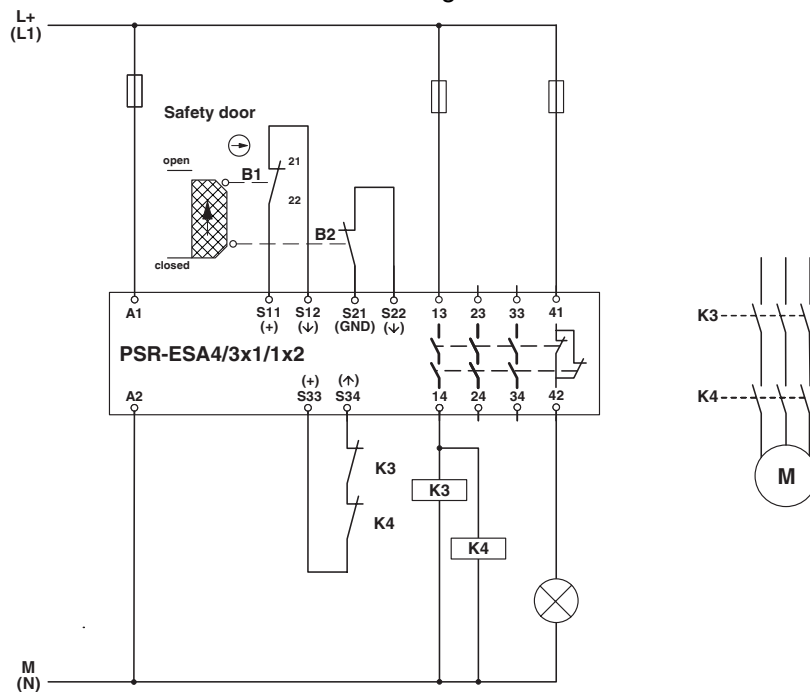 L+
(L1)
Safety door
open
B1
21
22
B2
closed
A1
S11
(+)
S12
(↓)
S21
(GND)
S22
(↓)
13
23
33
41
PSR-ESA4/3x1/1x2
A2
(+)
S33
(↑)
S34
14
24
34
42
K3
K4
K3
K4
K3
K4
M
M
(N)